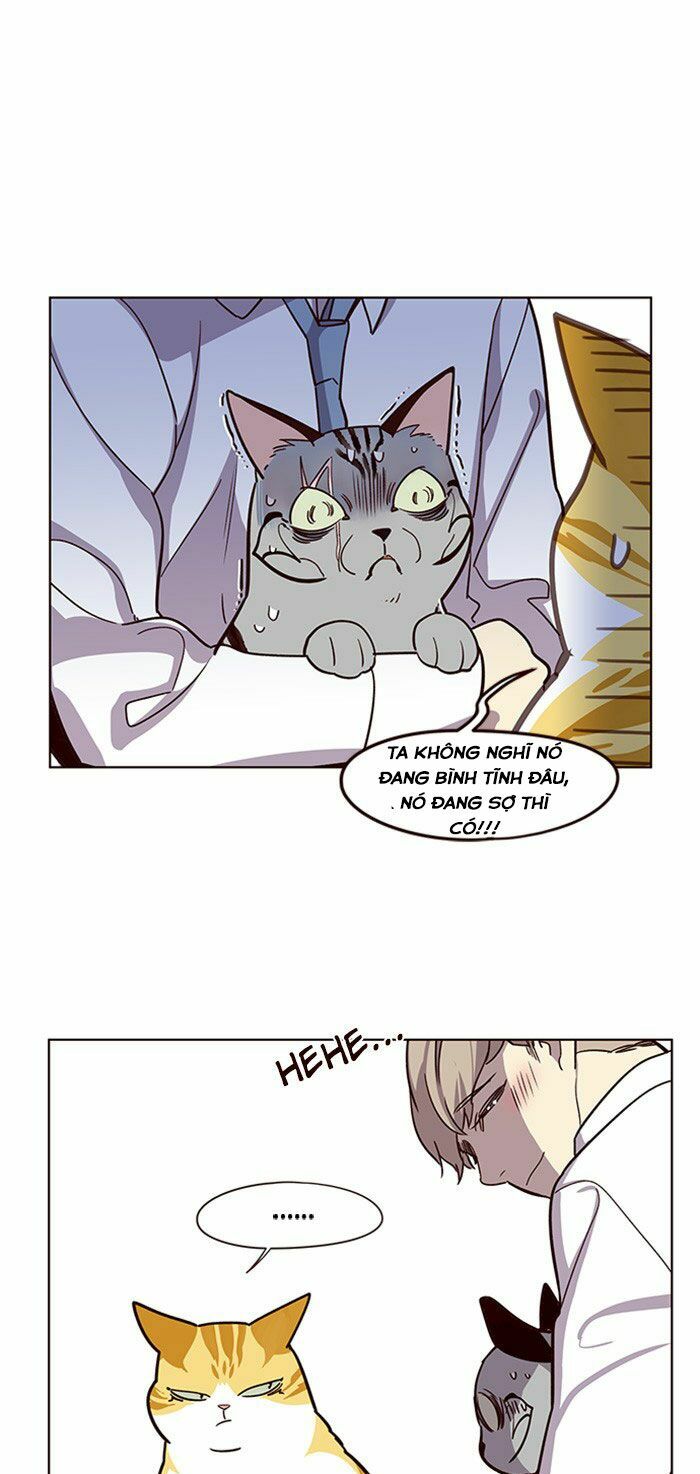 TA KHÔNG NGHĨ NÓ
ĐANG BÌNH TĨNH ĐÂU,
NÓ ĐANG SỢ THÌ
CÓ!!!
HEHE...
......